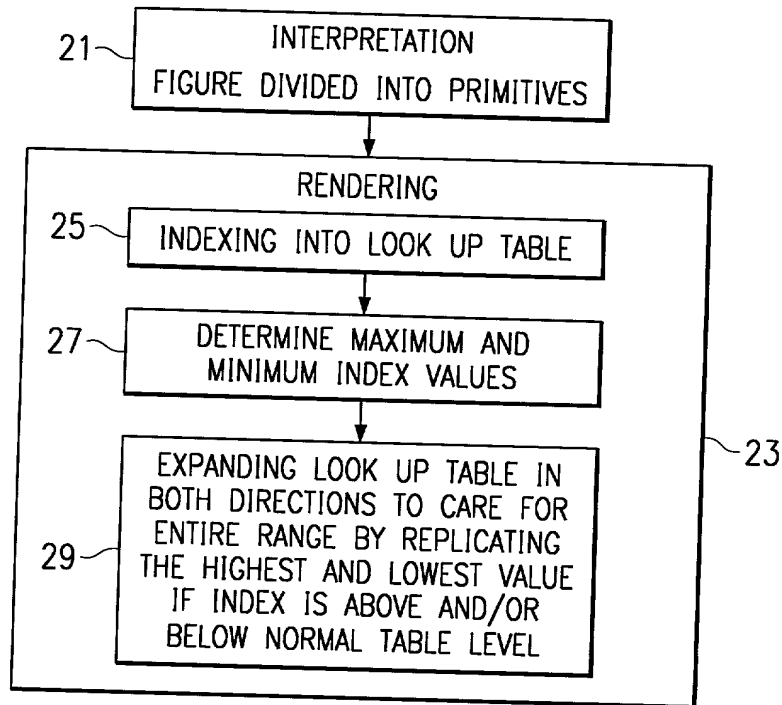 21
INTERPRETATION
FIGURE DIVIDED INTO PRIMITIVES
RENDERING
25
INDEXING INTO LOOK UP TABLE
27
DETERMINE MAXIMUM AND
MINIMUM INDEX VALUES
23
29
EXPANDING LOOK UP TABLE IN
BOTH DIRECTIONS TO CARE FOR
ENTIRE RANGE BY REPLICATING
THE HIGHEST AND LOWEST VALUE
IF INDEX IS ABOVE AND/OR
BELOW NORMAL TABLE LEVEL